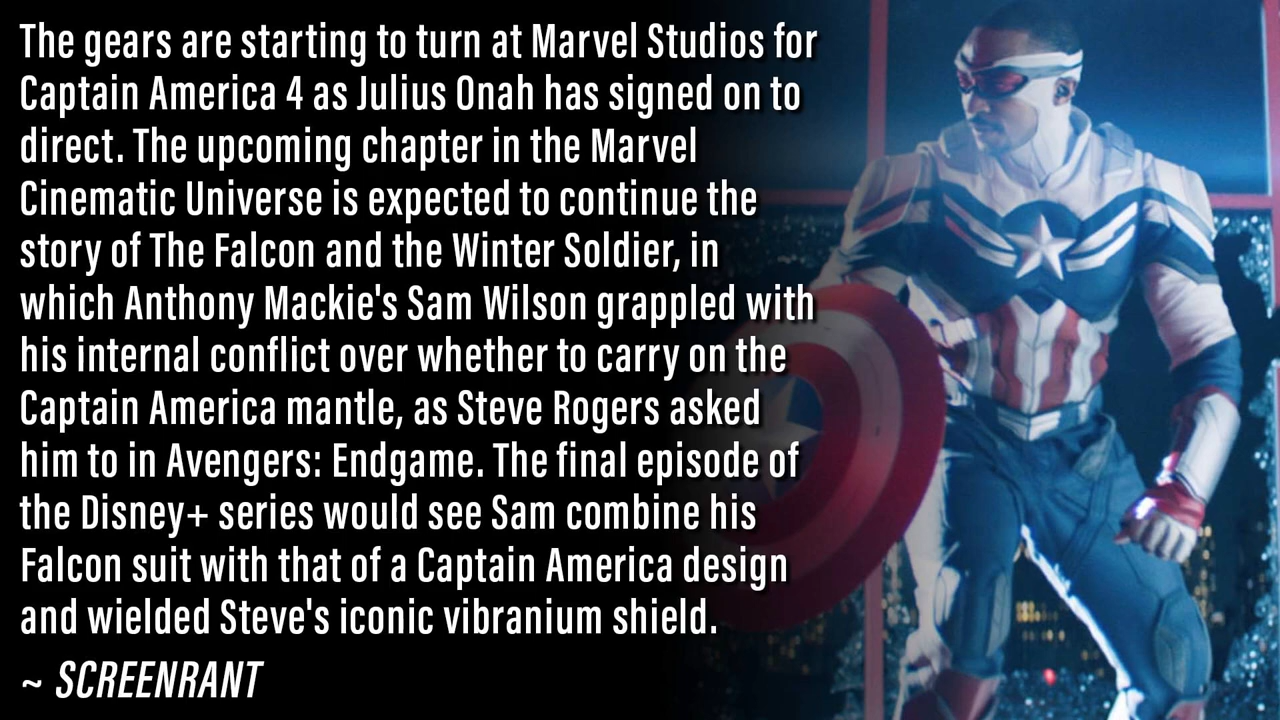 The gears are starting to turn at Marvel Studios for
Captain America 4 as Julius Onah has signed on to
direct. The upcoming chapter in the Marvel
Cinematic Universe is expected to continue the
story of The Falcon and the Winter Soldier, in
which Anthony Mackie's Sam Wilson grappled with
his internal conflict over whether to carry on the
Captain America mantle, as Steve Rogers asked
him to in Avengers: Endgame. The final episode of
the Disney+ series would see Sam combine his
Falcon suit with that of a Captain America design
and wielded Steve's iconic vibranium shield.
~ SCREENRANT